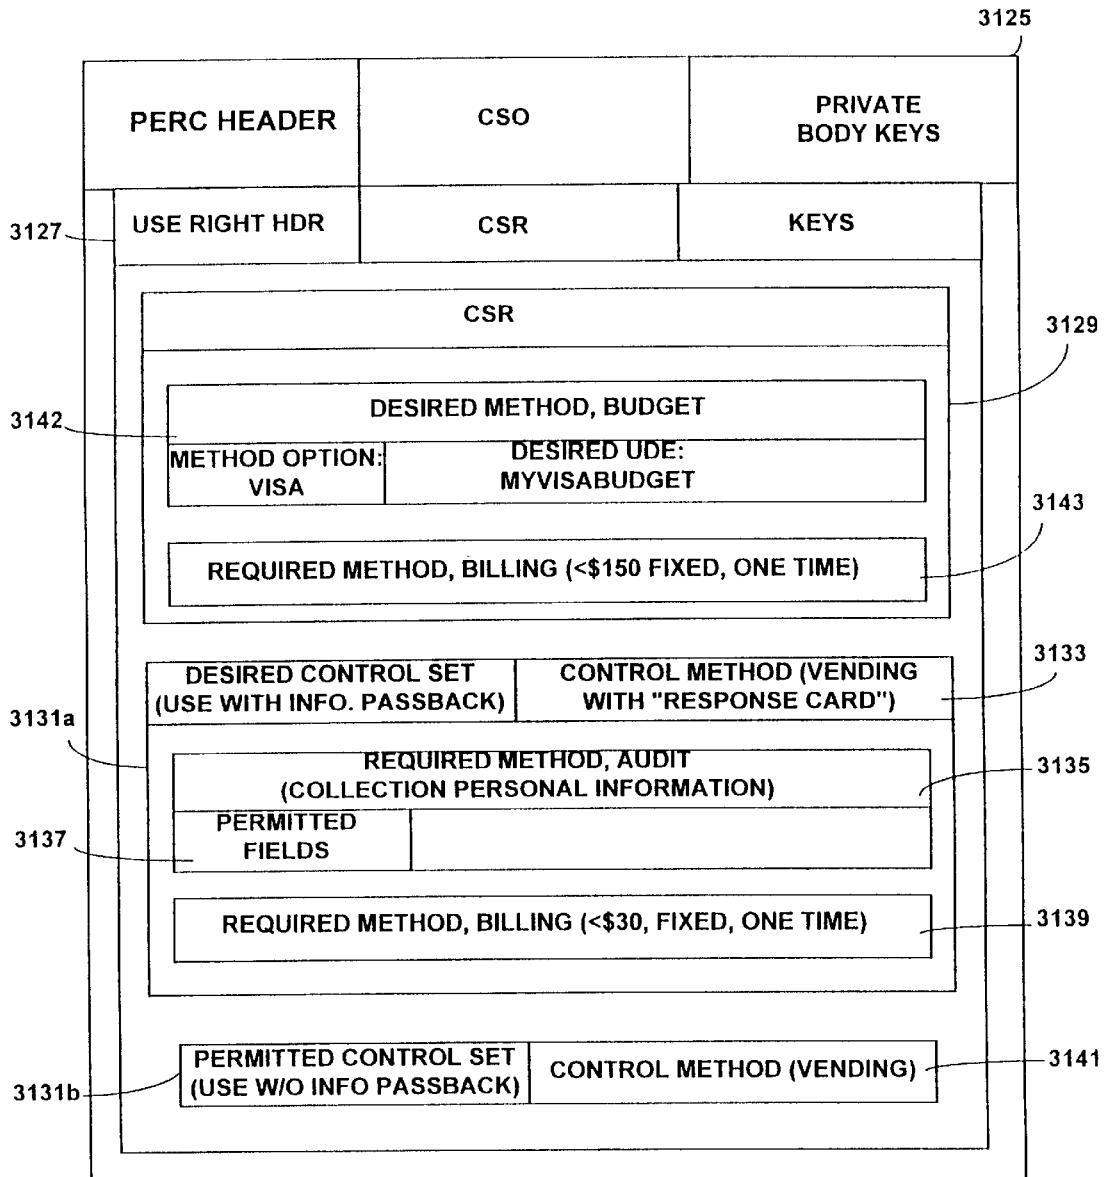 3125
PERC HEADER
CSO
PRIVATE
BODY KEYS
3127
USE RIGHT HDR
CSR
KEYS
CSR
3129
DESIRED METHOD, BUDGET
3142
METHOD OPTION:
VISA
DESIRED UDE:
MYVISABUDGET
3143
REQUIRED METHOD, BILLING (<$150 FIXED, ONE TIME)
DESIRED CONTROL SET
(USE WITH INFO. PASSBACK)
CONTROL METHOD (VENDING
WITH "RESPONSE CARD")
3133
3131a
REQUIRED METHOD, AUDIT
(COLLECTION PERSONAL INFORMATION)
3135
3137
PERMITTED
FIELDS
REQUIRED METHOD, BILLING (<$30, FIXED, ONE TIME)
3139
PERMITTED CONTROL SET
(USE W/O INFO PASSBACK)
CONTROL METHOD (VENDING)
3141
3131b